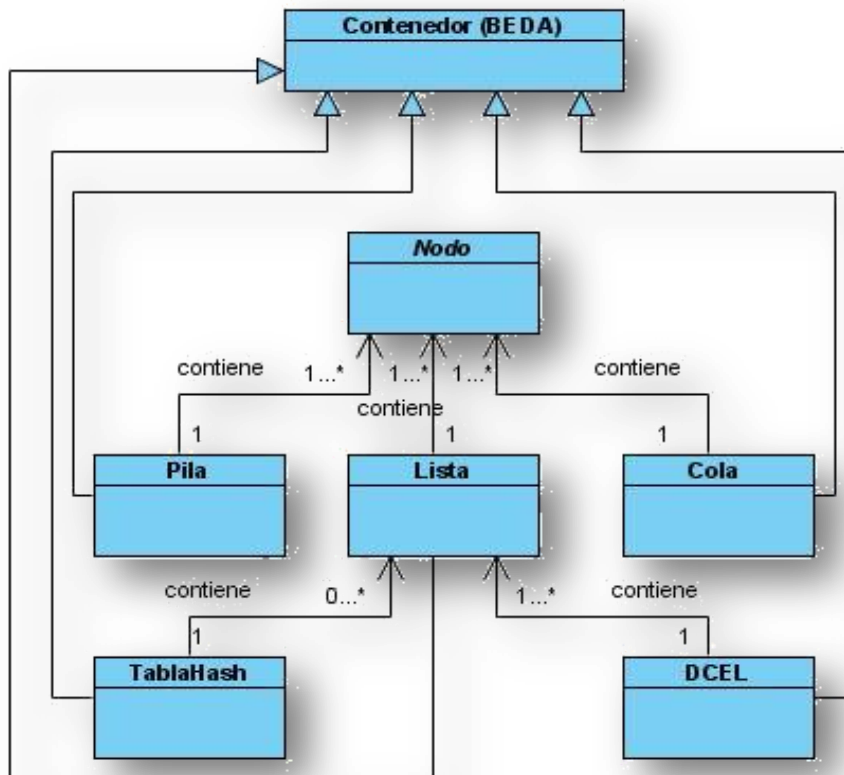 Contenedor (BEDA)
Nodo
contiene
1...*
1...*
1...*
contiene
contiene
1
1
1
Pila
Lista
Cola
contiene
0...*
1...*
contiene
1
1
TablaHash
DCEL